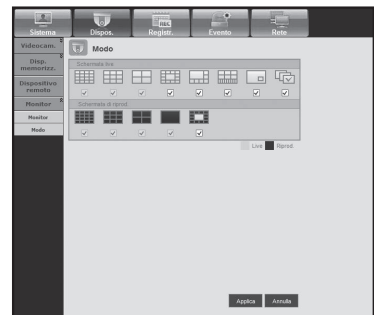 Sistema
Dispos.
Registr.
Evento
Rete
Videocam.
Disp.
memorizz.
Dispositivo
remoto
Monitor
Monitor
Modo
Modo
Schermata live
Schermata di riprod.
Live
Riprod.
Applica
Annulla